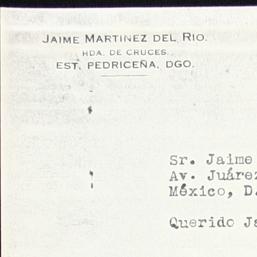 JAIME MARTINEZ DEL RIO.
HDA. DE CRUCES.
EST. PEDRICEÑA, DGO.
Sr. Jaime
Av. Juárez
México, D.
Querido Ja